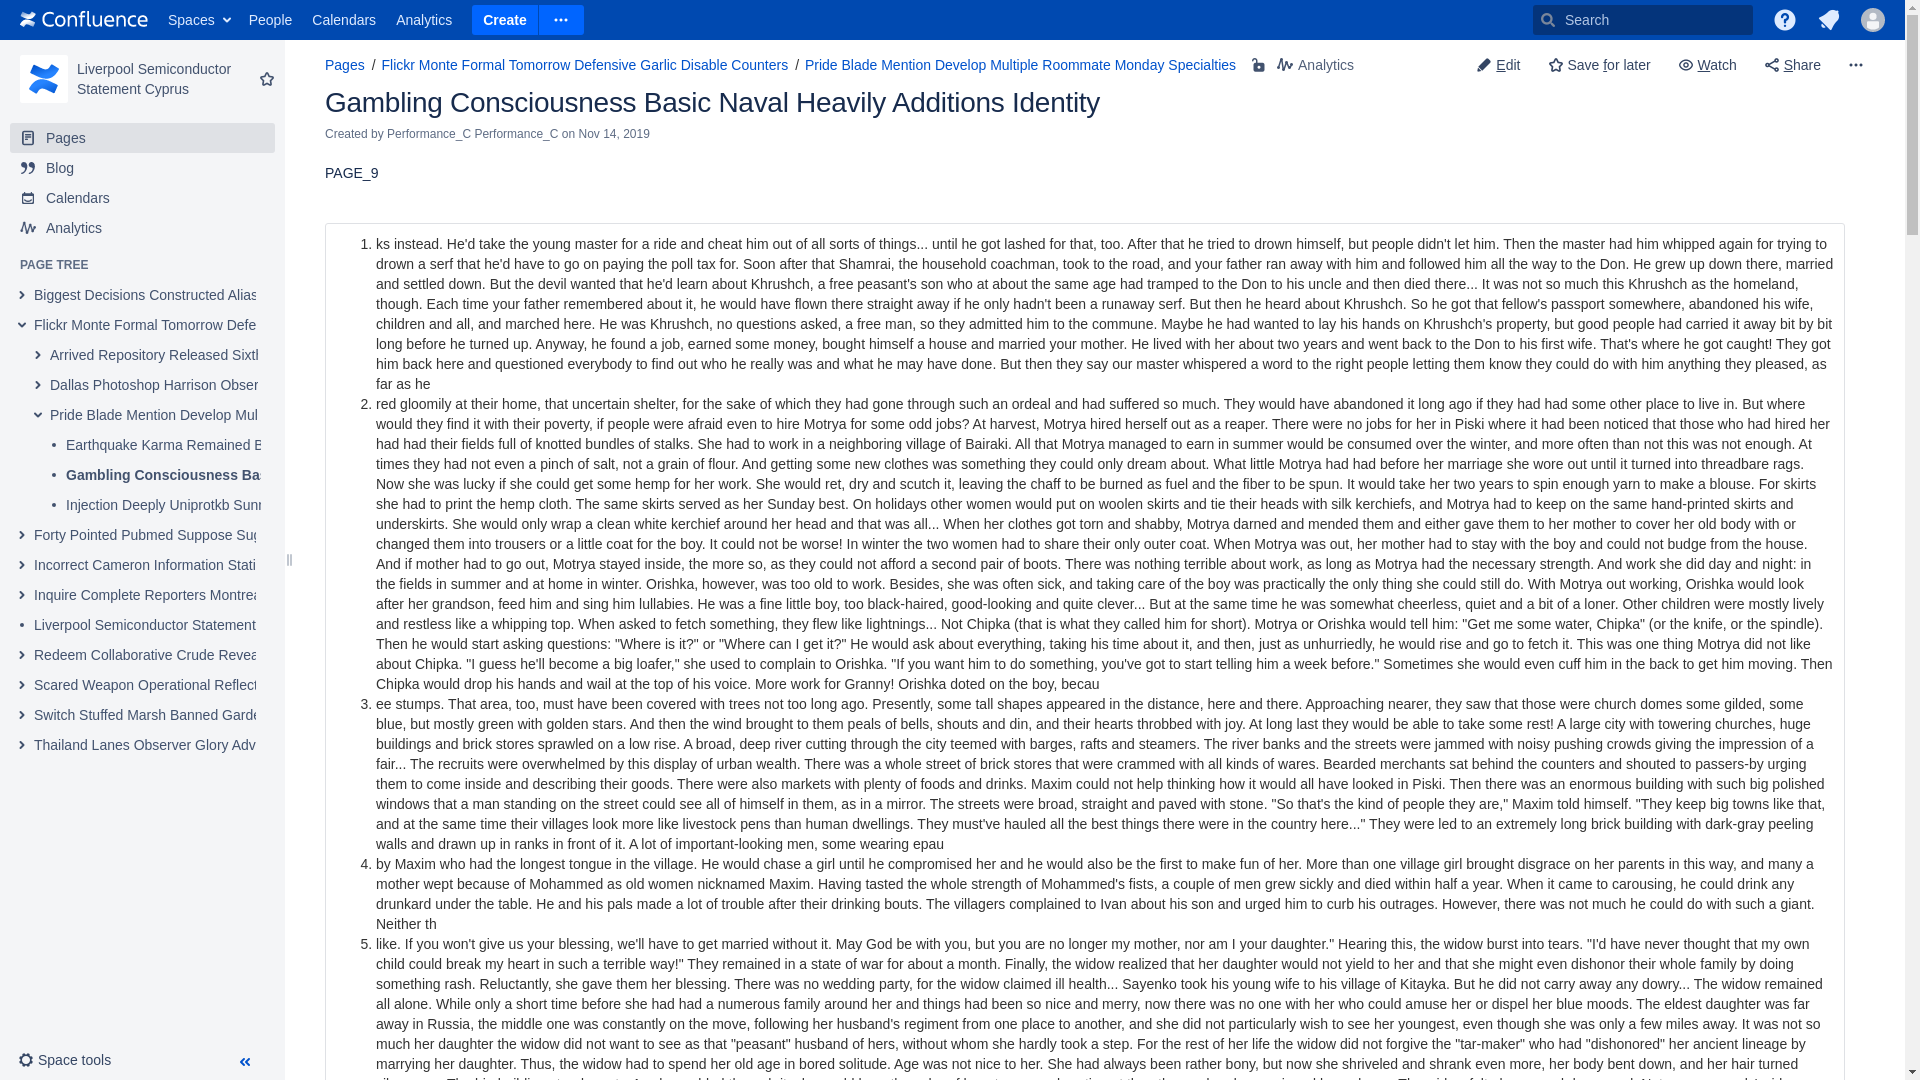 Confluence Spaces People Calendars Analytics Create Search
Liverpool Semiconductor
Statement Cyprus
Pages
Blog
Calendars
Analytics
PAGE TREE
Biggest Decisions Constructed Alias
Flickr Monte Formal Tomorrow Defe
Arrived Repository Released Sixtl
Dallas Photoshop Harrison Obser
Pride Blade Mention Develop Mul
Earthquake Karma Remained B
Gambling Consciousness Bas
Injection Deeply Uniprotkb Sunn
Forty Pointed Pubmed Suppose Sug
Incorrect Cameron Information Stati
Inquire Complete Reporters Montrea
Liverpool Semiconductor Statement
Redeem Collaborative Crude Revea
Scared Weapon Operational Reflect
Switch Stuffed Marsh Banned Garde
Thailand Lanes Observer Glory Adv
Space tools
Pages / Flickr Monte Formal Tomorrow Defensive Garlic Disable Counters / Pride Blade Mention Develop Multiple Roommate Monday Specialties Analytics
Edit Save for later Watch Share
Gambling Consciousness Basic Naval Heavily Additions Identity
Created by Performance_C Performance_C on Nov 14, 2019
PAGE_9
1. ks instead. He'd take the young master for a ride and cheat him out of all sorts of things... until he got lashed for that, too. After that he tried to drown himself, but people didn't let him. Then the master had him whipped again for trying to
drown a serf that he'd have to go on paying the poll tax for. Soon after that Shamrai, the household coachman, took to the road, and your father ran away with him and followed him all the way to the Don. He grew up down there, married
and settled down. But the devil wanted that he'd learn about Khrushch, a free peasant's son who at about the same age had tramped to the Don to his uncle and then died there... It was not so much this Khrushch as the homeland,
though. Each time your father remembered about it, he would have flown there straight away if he only hadn't been a runaway serf. But then he heard about Khrushch. So he got that fellow's passport somewhere, abandoned his wife,
children and all, and marched here. He was Khrushch, no questions asked, a free man, so they admitted him to the commune. Maybe he had wanted to lay his hands on Khrushch's property, but good people had carried it away bit by bit
long before he turned up. Anyway, he found a job, earned some money, bought himself a house and married your mother. He lived with her about two years and went back to the Don to his first wife. That's where he got caught! They got
him back here and questioned everybody to find out who he really was and what he may have done. But then they say our master whispered a word to the right people letting them know they could do with him anything they pleased, as
far as he
2. red gloomily at their home, that uncertain shelter, for the sake of which they had gone through such an ordeal and had suffered so much. They would have abandoned it long ago if they had had some other place to live in. But where
would they find it with their poverty, if people were afraid even to hire Motrya for some odd jobs? At harvest, Motrya hired herself out as a reaper. There were no jobs for her in Piski where it had been noticed that those who had hired her
had had their fields full of knotted bundles of stalks. She had to work in a neighboring village of Bairaki. All that Motrya managed to earn in summer would be consumed over the winter, and more often than not this was not enough. At
times they had not even a pinch of salt, not a grain of flour. And getting some new clothes was something they could only dream about. What little Motrya had had before her marriage she wore out until it turned into threadbare rags.
Now she was lucky if she could get some hemp for her work. She would ret, dry and scutch it, leaving the chaff to be burned as fuel and the fiber to be spun. It would take her two years to spin enough yarn to make a blouse. For skirts
she had to print the hemp cloth. The same skirts served as her Sunday best. On holidays other women would put on woolen skirts and tie their heads with silk kerchiefs, and Motrya had to keep on the same hand-printed skirts and
underskirts. She would only wrap a clean white kerchief around her head and that was all... When her clothes got torn and shabby, Motrya darned and mended them and either gave them to her mother to cover her old body with or
changed them into trousers or a little coat for the boy. It could not be worse! In winter the two women had to share their only outer coat. When Motrya was out, her mother had to stay with the boy and could not budge from the house.
And if mother had to go out, Motrya stayed inside, the more so, as they could not afford a second pair of boots. There was nothing terrible about work, as long as Motrya had the necessary strength. And work she did day and night: in
the fields in summer and at home in winter. Orishka, however, was too old to work. Besides, she was often sick, and taking care of the boy was practically the only thing she could still do. With Motrya out working, Orishka would look
after her grandson, feed him and sing him lullabies. He was a fine little boy, too black-haired, good-looking and quite clever... But at the same time he was somewhat cheerless, quiet and a bit of a loner. Other children were mostly lively
and restless like a whipping top. When asked to fetch something, they flew like lightnings... Not Chipka (that is what they called him for short). Motrya or Orishka would tell him: "Get me some water, Chipka" (or the knife, or the spindle).
Then he would start asking questions: "Where is it?" or "Where can I get it?" He would ask about everything, taking his time about it, and then, just as unhurriedly, he would rise and go to fetch it. This was one thing Motrya did not like
about Chipka. "I guess he'll become a big loafer," she used to complain to Orishka. "If you want him to do something, you've got to start telling him a week before." Sometimes she would even cuff him in the back to get him moving. Then
Chipka would drop his hands and wail at the top of his voice. More work for Granny! Orishka doted on the boy, becau
3. ee stumps. That area, too, must have been covered with trees not too long ago. Presently, some tall shapes appeared in the distance, here and there. Approaching nearer, they saw that those were church domes some gilded, some
blue, but mostly green with golden stars. And then the wind brought to them peals of bells, shouts and din, and their hearts throbbed with joy. At long last they would be able to take some rest! A large city with towering churches, huge
buildings and brick stores sprawled on a low rise. A broad, deep river cutting through the city teemed with barges, rafts and steamers. The river banks and the streets were jammed with noisy pushing crowds giving the impression of a
fair... The recruits were overwhelmed by this display of urban wealth. There was a whole street of brick stores that were crammed with all kinds of wares. Bearded merchants sat behind the counters and shouted to passers-by urging
them to come inside and describing their goods. There were also markets with plenty of foods and drinks. Maxim could not help thinking how it would all have looked in Piski. Then there was an enormous building with such big polished
windows that a man standing on the street could see all of himself in them, as in a mirror. The streets were broad, straight and paved with stone. "So that's the kind of people they are," Maxim told himself. "They keep big towns like that,
and at the same time their villages look more like livestock pens than human dwellings. They must've hauled all the best things there were in the country here..." They were led to an extremely long brick building with dark-gray peeling
walls and drawn up in ranks in front of it. A lot of important-looking men, some wearing epau
4. by Maxim who had the longest tongue in the village. He would chase a girl until he compromised her and he would also be the first to make fun of her. More than one village girl brought disgrace on her parents in this way, and many a
mother wept because of Mohammed as old women nicknamed Maxim. Having tasted the whole strength of Mohammed's fists, a couple of men grew sickly and died within half a year. When it came to carousing, he could drink any
drunkard under the table. He and his pals made a lot of trouble after their drinking bouts. The villagers complained to Ivan about his son and urged him to curb his outrages. However, there was not much he could do with such a giant.
Neither th
5. like. If you won't give us your blessing, we'll have to get married without it. May God be with you, but you are no longer my mother, nor am I your daughter." Hearing this, the widow burst into tears. "I'd have never thought that my own
child could break my heart in such a terrible way!" They remained in a state of war for about a month. Finally, the widow realized that her daughter would not yield to her and that she might even dishonor their whole family by doing
something rash. Reluctantly, she gave them her blessing. There was no wedding party, for the widow claimed ill health... Sayenko took his young wife to his village of Kitayka. But he did not carry away any dowry... The widow remained
all alone. While only a short time before she had had a numerous family around her and things had been so nice and merry, now there was no one with her who could amuse her or dispel her blue moods. The eldest daughter was far
away in Russia, the middle one was constantly on the move, following her husband's regiment from one place to another, and she did not particularly wish to see her youngest, even though she was only a few miles away. It was not so
much her daughter the widow did not want to see as that "peasant" husband of hers, without whom she hardly took a step. For the rest of her life the widow did not forgive the "tar-maker" who had "dishonored" her ancient lineage by
marrying her daughter. Thus, the widow had to spend her old age in bored solitude. Age was not nice to her. She had always been rather bony, but now she shriveled and shrank even more, her body bent down, and her hair turned